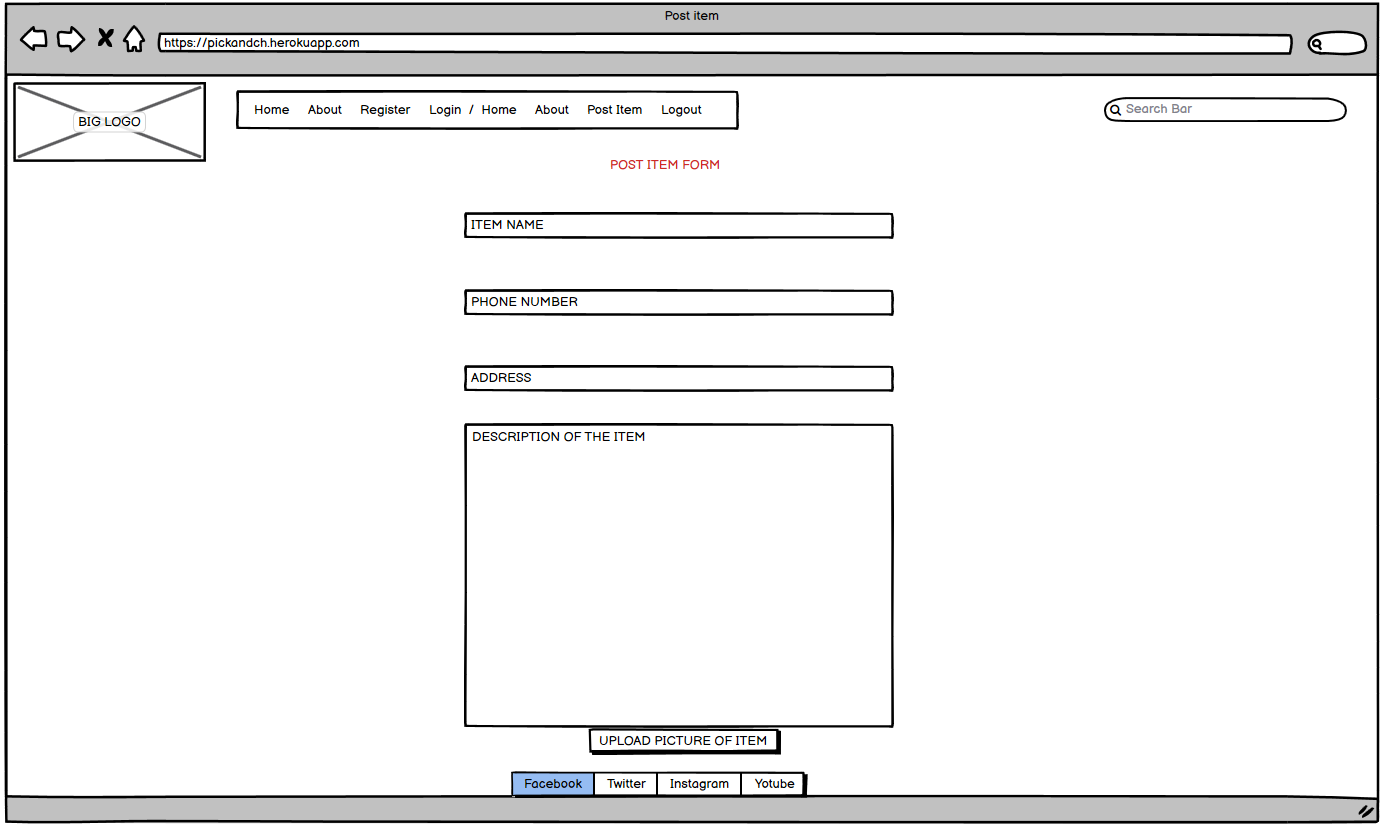 Post item
https://pickandch.herokuapp.com
BIG LOGO
Home About Register Login / Home About Post Item Logout
Search Bar
POST ITEM FORM
ITEM NAME
PHONE NUMBER
ADDRESS
DESCRIPTION OF THE ITEM
UPLOAD PICTURE OF ITEM
Facebook Twitter Instagram Yotube